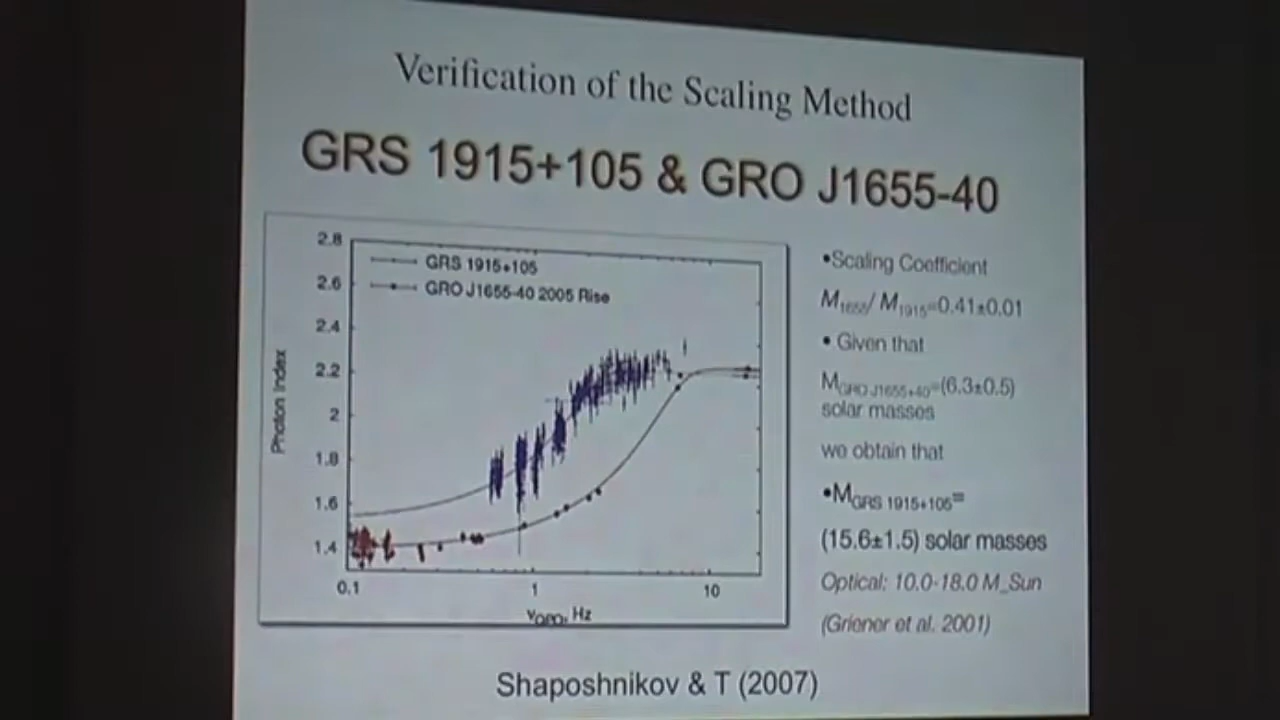 Verification of the Scaling Method
GRS 1915+105 & GRO J1655-40
2.8
2.6
2.4
2.2
2
1.8
1.6
1.4
Photon Index
GRS 1915+105
GRO J1655-40 2005 Rise
0.1
1
10
νQPO, Hz
•Scaling Coefficient
M1655/ M1915=0.41±0.01
• Given that
MGRO J1655+40=(6.3±0.5)
solar masses
we obtain that
•MGRS 1915+105=
(15.6±1.5) solar masses
Optical: 10.0-18.0 M_Sun
(Griener et al. 2001)
Shaposhnikov & T (2007)